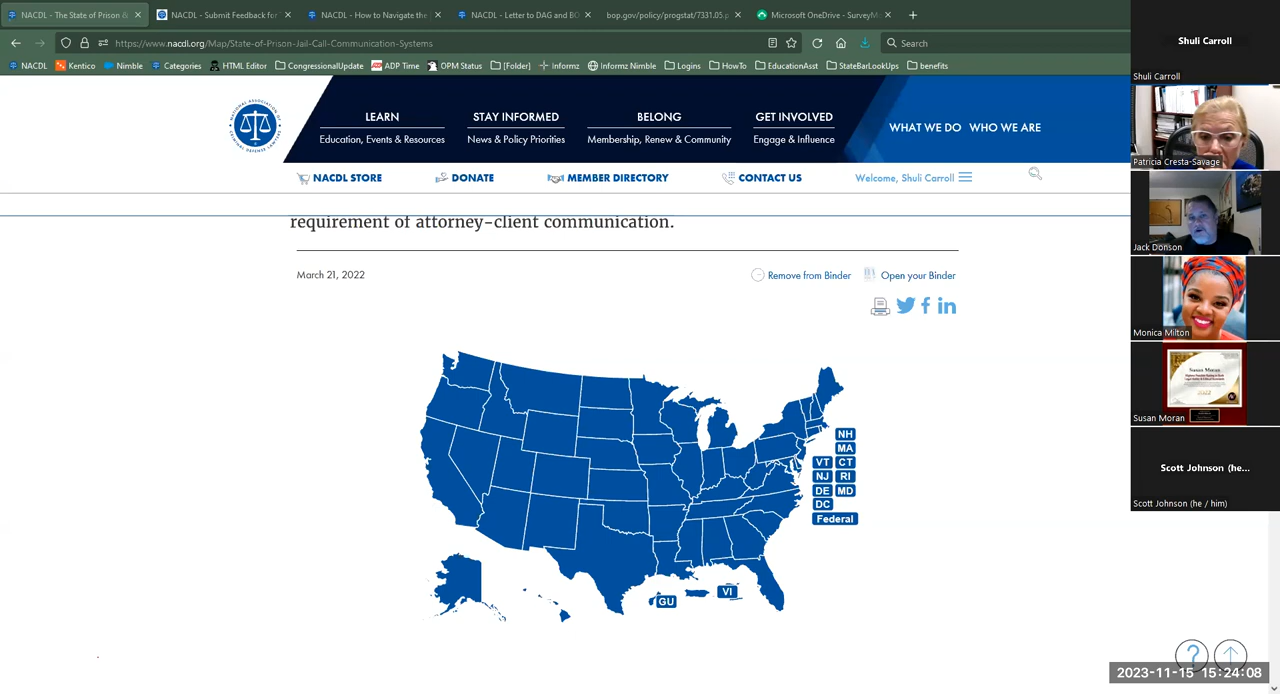 NACDL - The State of Prison &
NACDL - Submit Feedback for
NACDL - How to Navigate the
NACDL - Letter to DAG and BO
bop.gov/policy/progstat/7331.05.p
Microsoft OneDrive - SurveyM
https://www.nacdl.org/Map/State-of-Prison-Jail-Call-Communication-Systems
Search
NACDL
Kentico
Nimble
Categories
HTML Editor
CongressionalUpdate
ADP Time
OPM Status
[Folder]
Informz
Informz Nimble
Logins
HowTo
EducationAsst
StateBarLookUps
benefits
LEARN
Education, Events & Resources
STAY INFORMED
News & Policy Priorities
BELONG
Membership, Renew & Community
GET INVOLVED
Engage & Influence
WHAT WE DO WHO WE ARE
NACDL STORE
DONATE
MEMBER DIRECTORY
CONTACT US
Welcome, Shuli Carroll
requirement of attorney-client communication.
March 21, 2022
Remove from Binder
Open your Binder
NH
MA
VT CT
NJ RI
DE MD
DC
Federal
GU
VI
Shuli Carroll
Shuli Carroll
Patricia Cresta-Savage
Jack Donson
Monica Milton
Susan Moran
Susan Moran
Scott Johnson (he...
Scott Johnson (he / him)
2023-11-15 15:24:08